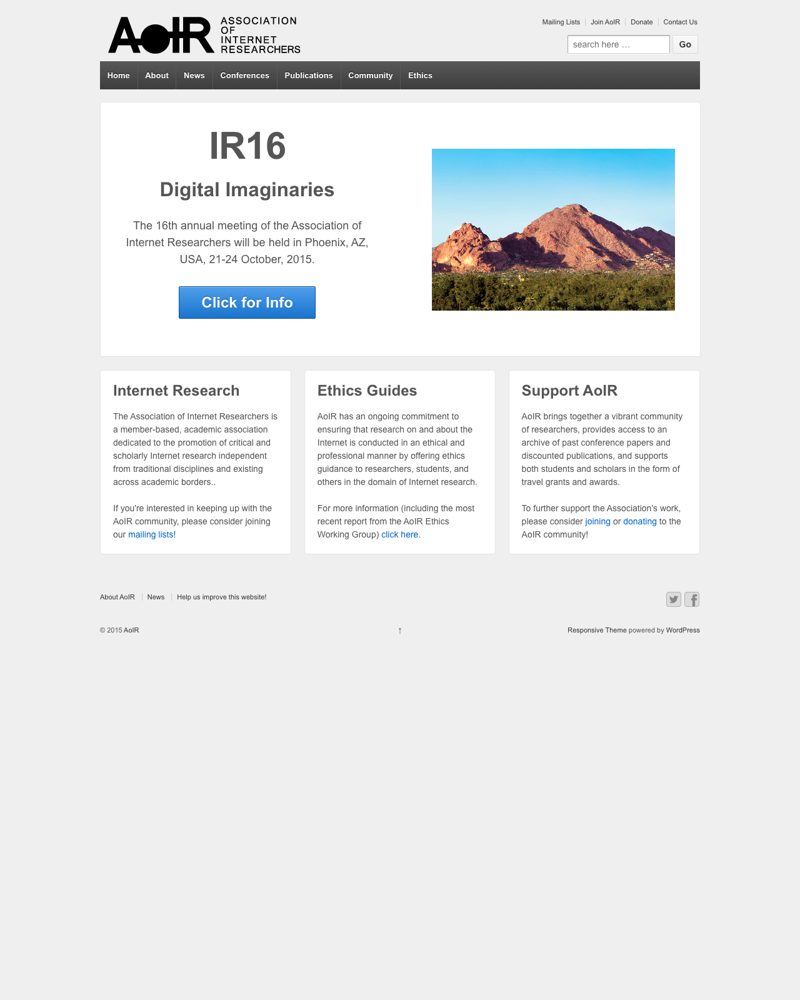 AoIR
ASSOCIATION
OF
INTERNET
RESEARCHERS
Mailing Lists
Join AoIR
Donate
Contact Us
search here …
Go
Home
About
News
Conferences
Publications
Community
Ethics
IR16
Digital Imaginaries
The 16th annual meeting of the Association of
Internet Researchers will be held in Phoenix, AZ,
USA, 21-24 October, 2015.
Click for Info
Internet Research
The Association of Internet Researchers is
a member-based, academic association
dedicated to the promotion of critical and
scholarly Internet research independent
from traditional disciplines and existing
across academic borders..
If you're interested in keeping up with the
AoIR community, please consider joining
our mailing lists!
Ethics Guides
AoIR has an ongoing commitment to
ensuring that research on and about the
Internet is conducted in an ethical and
professional manner by offering ethics
guidance to researchers, students, and
others in the domain of Internet research.
For more information (including the most
recent report from the AoIR Ethics
Working Group) click here.
Support AoIR
AoIR brings together a vibrant community
of researchers, provides access to an
archive of past conference papers and
discounted publications, and supports
both students and scholars in the form of
travel grants and awards.
To further support the Association's work,
please consider joining or donating to the
AoIR community!
About AoIR
News
Help us improve this website!
© 2015 AoIR
↑
Responsive Theme powered by WordPress